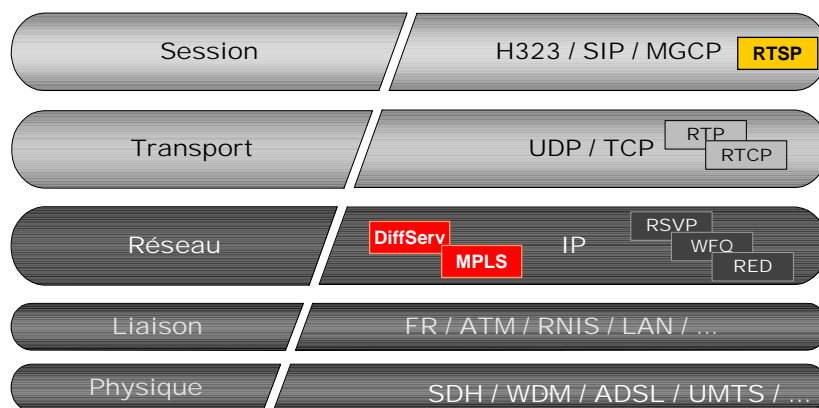 Session
H323 / SIP / MGCP
RTSP
Transport
UDP / TCP
RTP
RTCP
Réseau
DiffServ
MPLS
IP
RSVP
WFQ
RED
Liaison
FR / ATM / RNIS / LAN / ...
Physique
SDH / WDM / ADSL / UMTS / ...